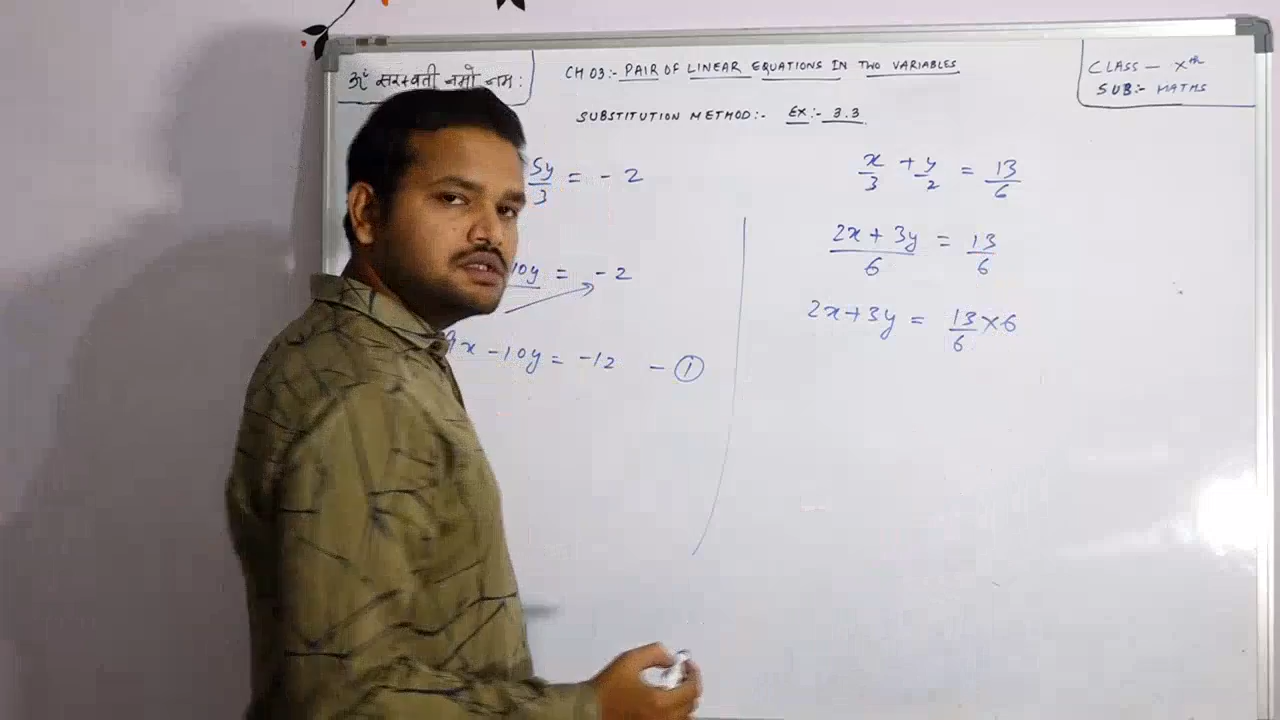 ॐ सरस्वती नमो नम:
CH 03:- PAIR OF LINEAR EQUATIONS IN TWO VARIABLES
CLASS - Xth
SUB:- MATHS
SUBSTITUTION METHOD:- EX:- 3.3
5y/3 = -2
10y = -2
9x - 10y = -12 - ①
x/3 + y/2 = 13/6
(2x + 3y)/6 = 13/6
2x + 3y = 13/6 × 6